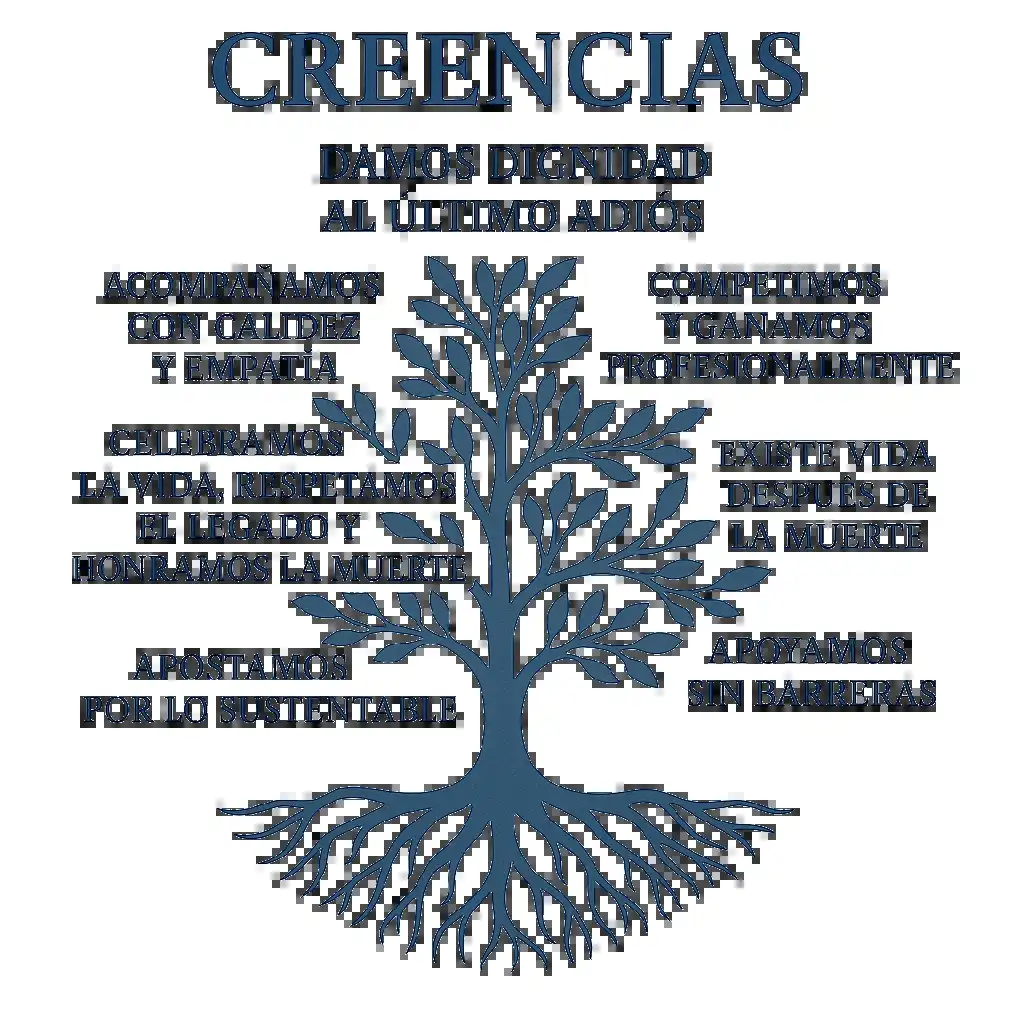 CREENCIAS
DAMOS DIGNIDAD
AL ÚLTIMO ADIÓS
ACOMPAÑAMOS
CON CALIDEZ
Y EMPATÍA
COMPETIMOS
Y GANAMOS
PROFESIONALMENTE
CELEBRAMOS
LA VIDA, RESPETAMOS
EL LEGADO Y
HONRAMOS LA MUERTE
EXISTE VIDA
DESPUÉS DE
LA MUERTE
APOSTAMOS
POR LO SUSTENTABLE
APOYAMOS
SIN BARRERAS